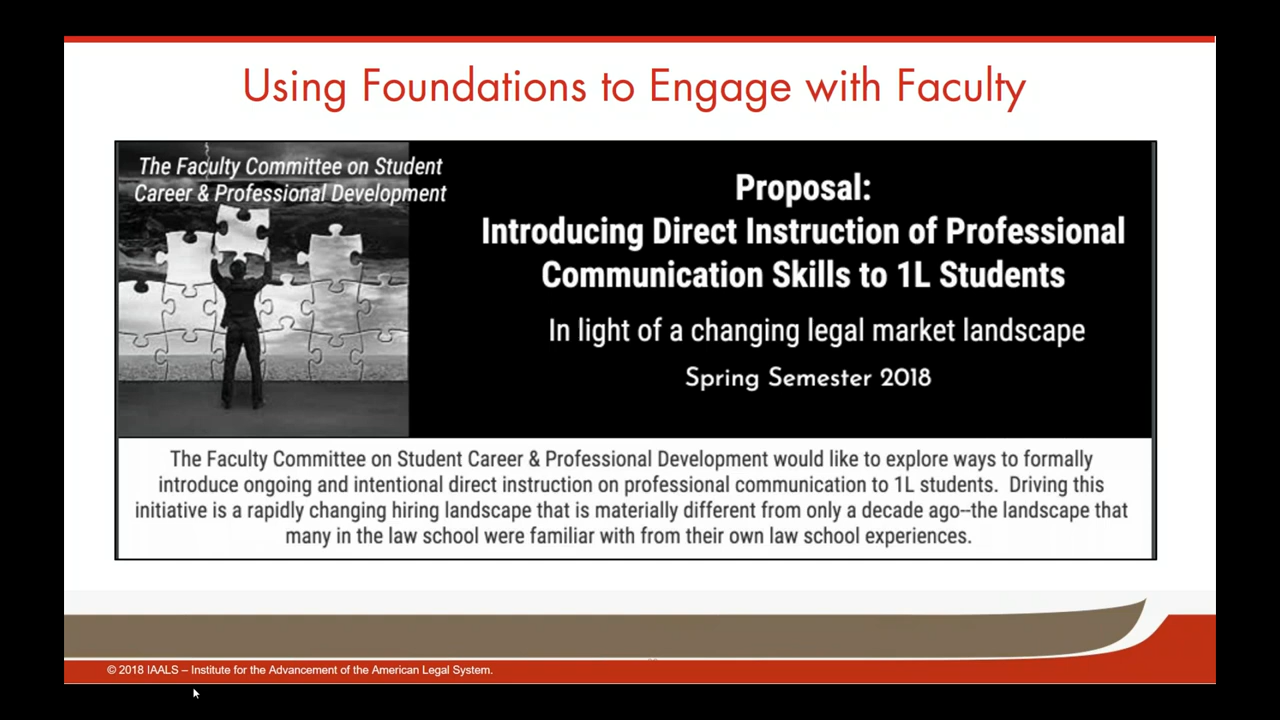 Using Foundations to Engage with Faculty
The Faculty Committee on Student
Career & Professional Development
Proposal:
Introducing Direct Instruction of Professional
Communication Skills to 1L Students
In light of a changing legal market landscape
Spring Semester 2018
The Faculty Committee on Student Career & Professional Development would like to explore ways to formally
introduce ongoing and intentional direct instruction on professional communication to 1L students.  Driving this
initiative is a rapidly changing hiring landscape that is materially different from only a decade ago--the landscape that
many in the law school were familiar with from their own law school experiences.
© 2018 IAALS – Institute for the Advancement of the American Legal System.